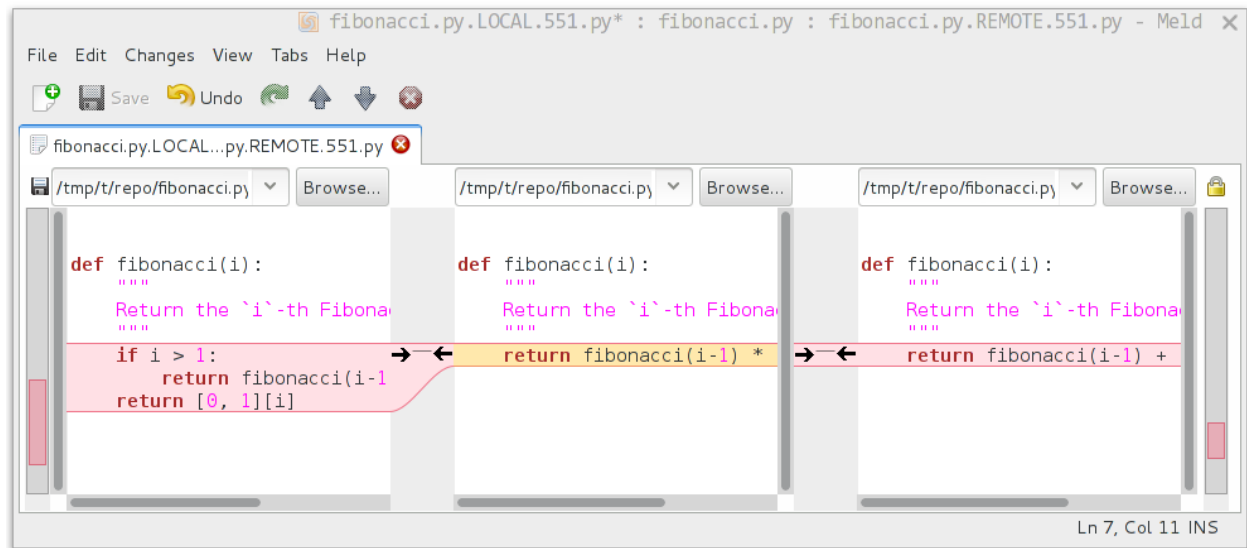 fibonacci.py.LOCAL.551.py* : fibonacci.py : fibonacci.py.REMOTE.551.py - Meld
File Edit Changes View Tabs Help
Save Undo
fibonacci.py.LOCAL...py.REMOTE.551.py
/tmp/t/repo/fibonacci.py Browse... /tmp/t/repo/fibonacci.py Browse... /tmp/t/repo/fibonacci.py Browse...
def fibonacci(i):
"""
Return the `i`-th Fibona
"""
if i > 1:
return fibonacci(i-1
return [0, 1][i]
def fibonacci(i):
"""
Return the `i`-th Fibona
"""
return fibonacci(i-1) *
def fibonacci(i):
"""
Return the `i`-th Fibona
"""
return fibonacci(i-1) +
Ln 7, Col 11 INS